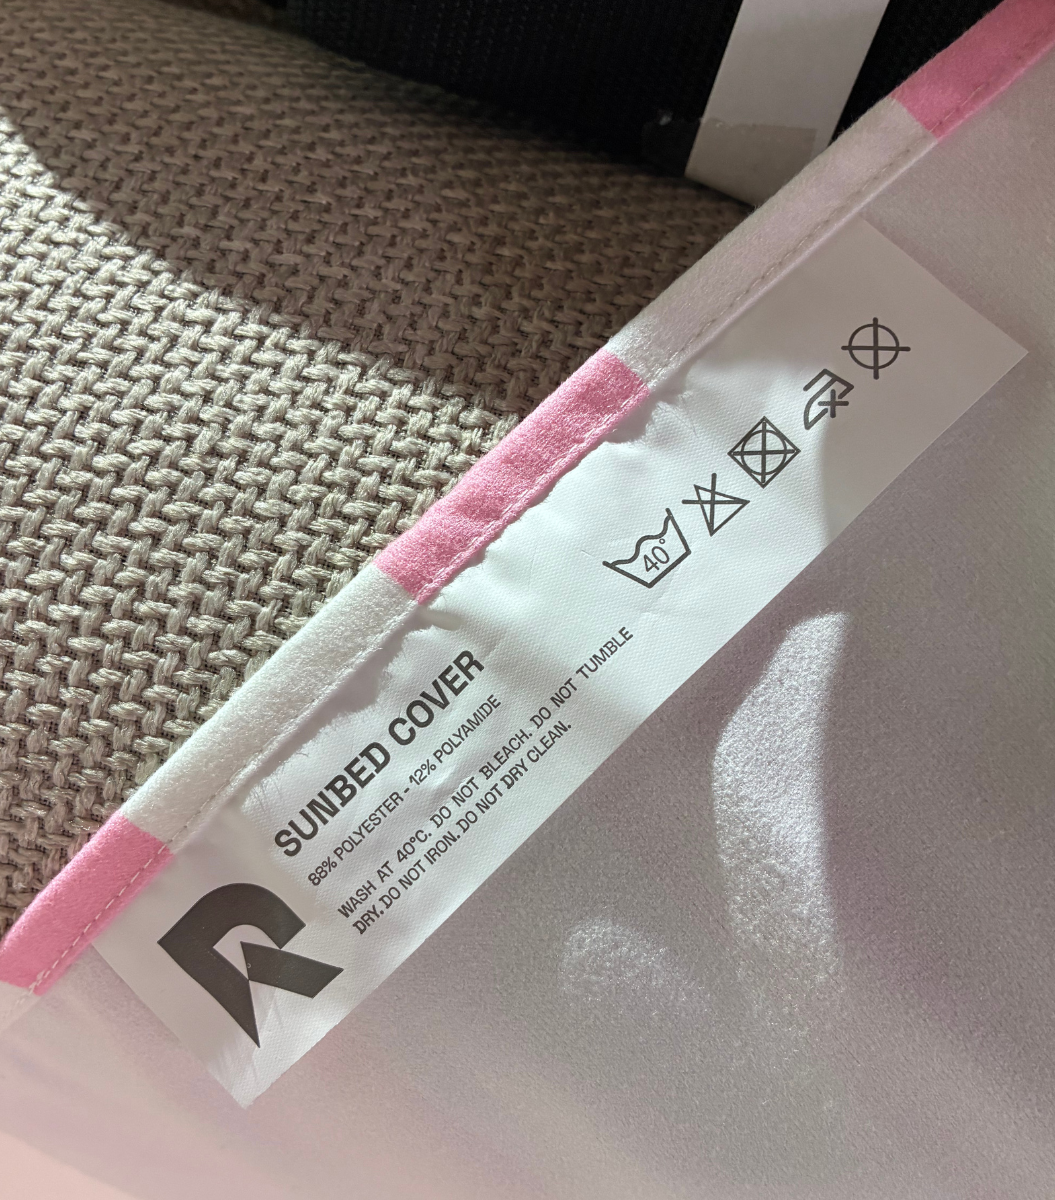 SUNBED COVER
88% POLYESTER - 12% POLYAMIDE
WASH AT 40°C. DO NOT BLEACH. DO NOT TUMBLE
DRY. DO NOT IRON. DO NOT DRY CLEAN.
40°